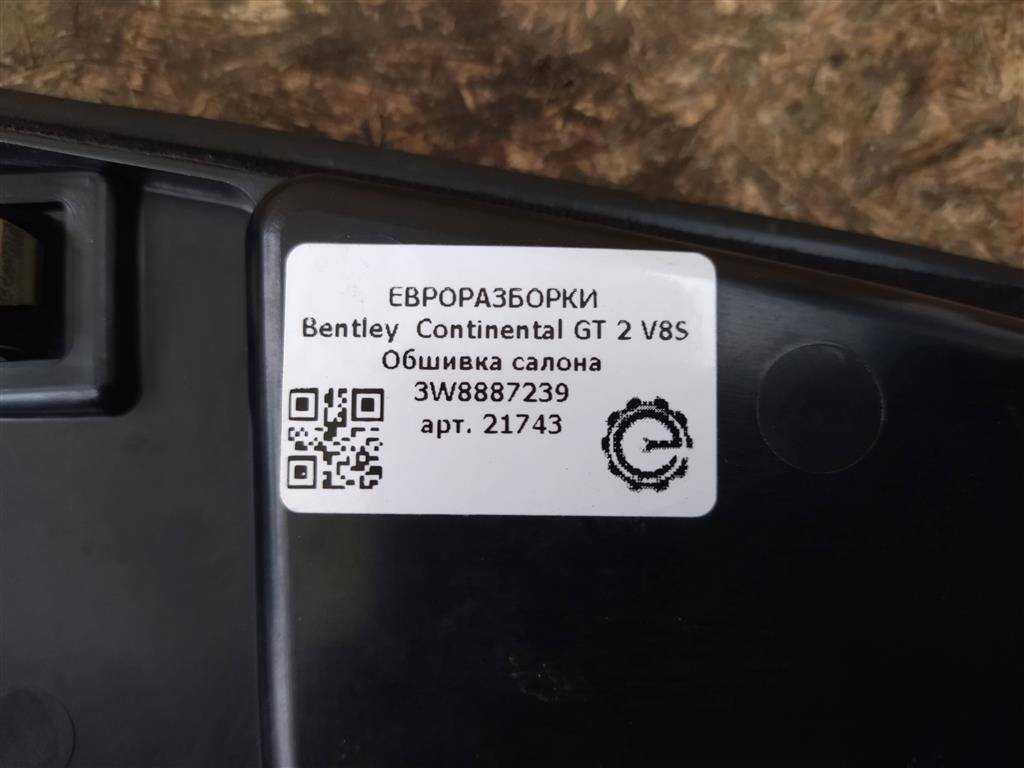 ЕВРОРАЗБОРКИ
Bentley Continental GT 2 V8S
Обшивка салона
3W8887239
арт. 21743